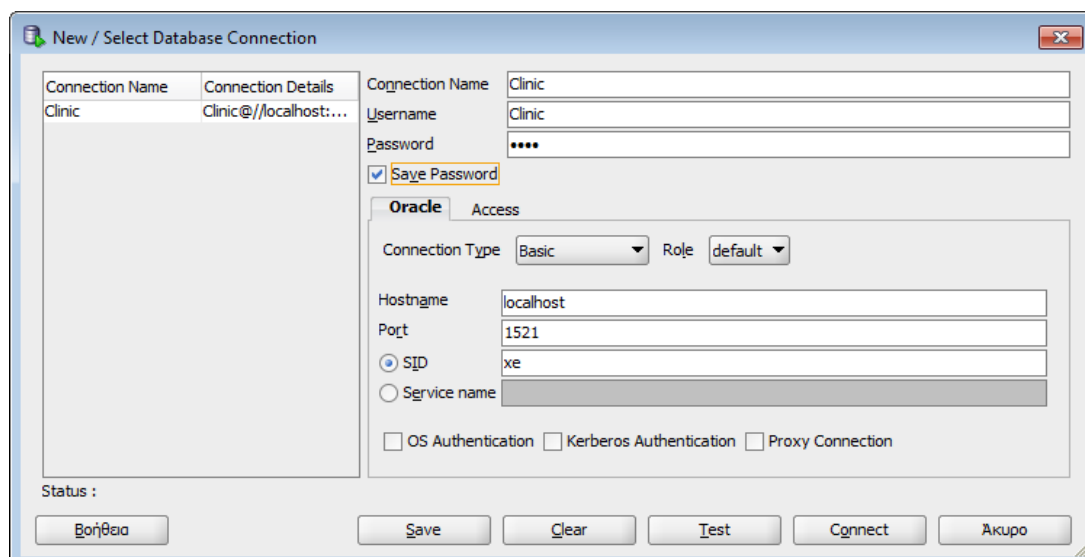 New / Select Database Connection
Connection Name Connection Details
Clinic Clinic@//localhost:...
Connection Name Clinic
Username Clinic
Password ••••
Save Password
Oracle Access
Connection Type Basic Role default
Hostname localhost
Port 1521
SID xe
Service name
OS Authentication Kerberos Authentication Proxy Connection
Status :
Βοήθεια Save Clear Test Connect Άκυρο